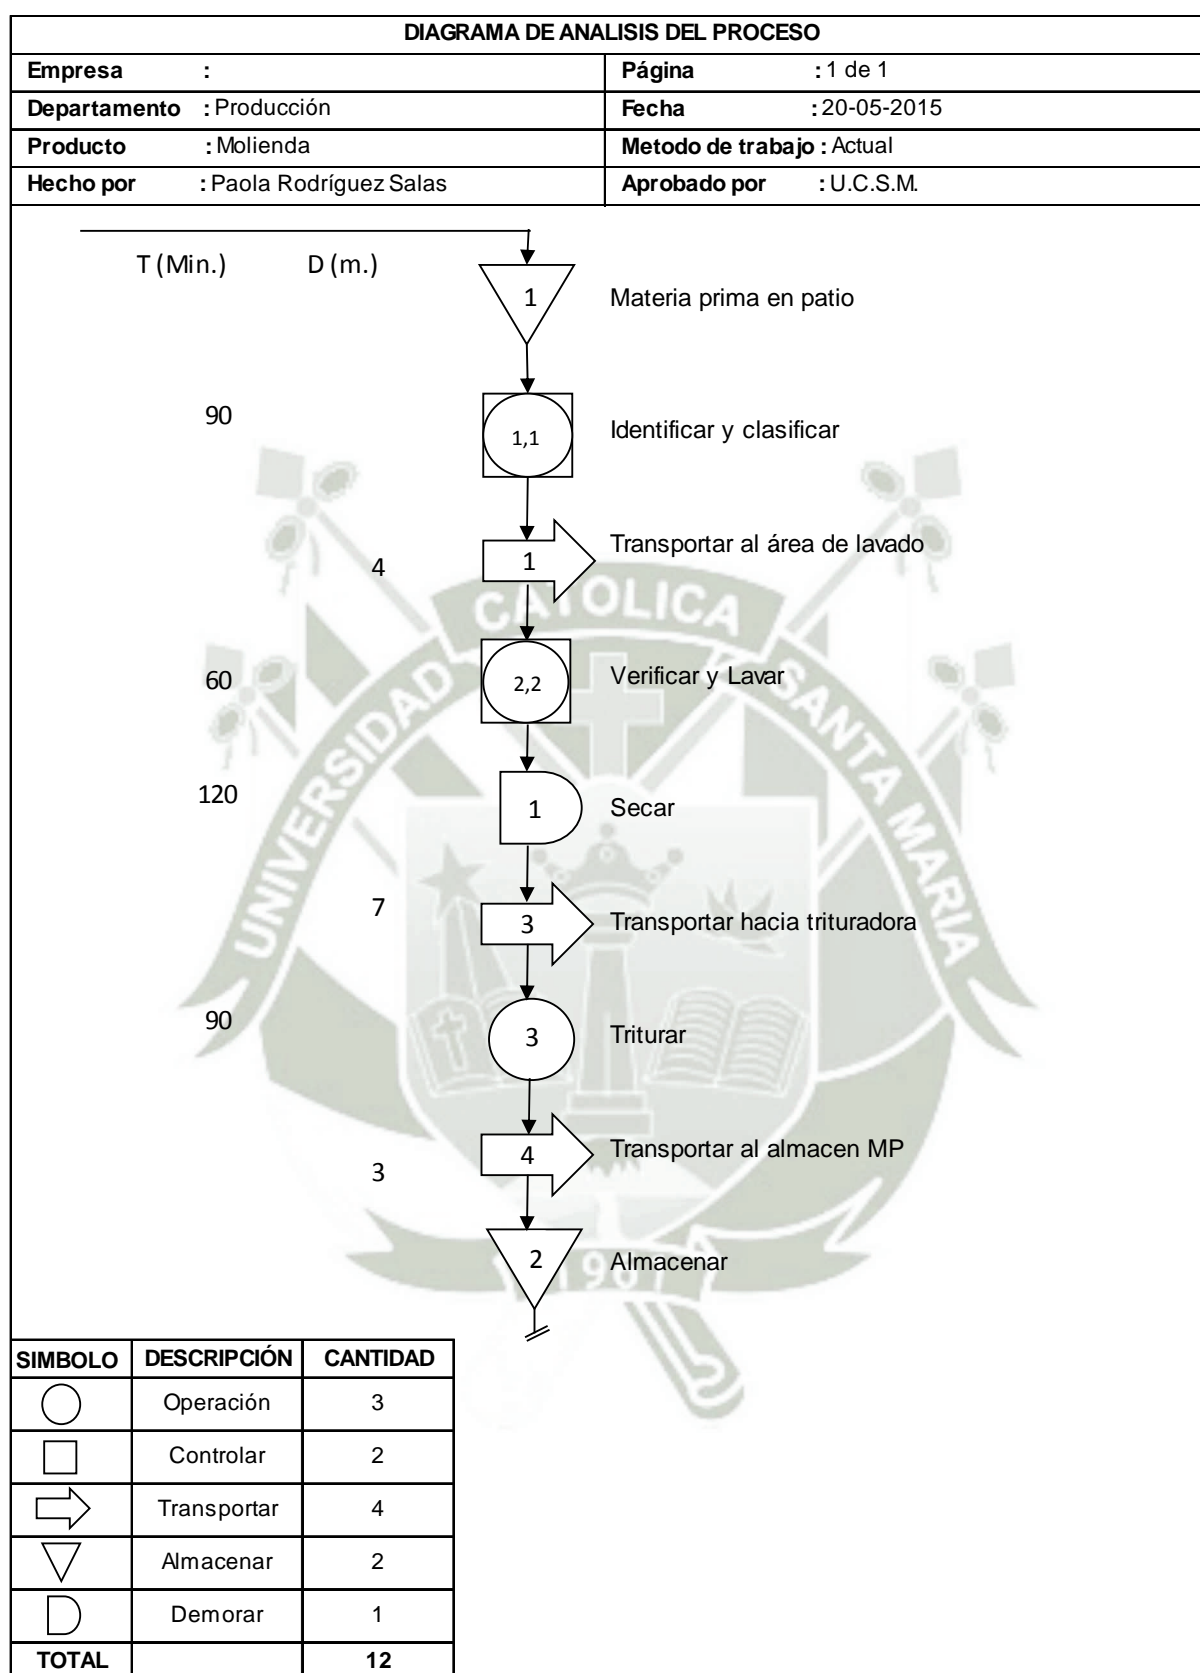 DIAGRAMA DE ANALISIS DEL PROCESO
Empresa : Página : 1 de 1
Departamento : Producción Fecha : 20-05-2015
Producto : Molienda Metodo de trabajo : Actual
Hecho por : Paola Rodríguez Salas Aprobado por : U.C.S.M.
T (Min.) D (m.)
1 Materia prima en patio
90 1,1 Identificar y clasificar
4 1 Transportar al área de lavado
60 2,2 Verificar y Lavar
120 1 Secar
7 3 Transportar hacia trituradora
90 3 Triturar
3 4 Transportar al almacen MP
2 Almacenar
UNIVERSIDAD CATOLICA SANTA MARIA
SIMBOLO DESCRIPCIÓN CANTIDAD
Operación 3
Controlar 2
Transportar 4
Almacenar 2
Demorar 1
TOTAL 12